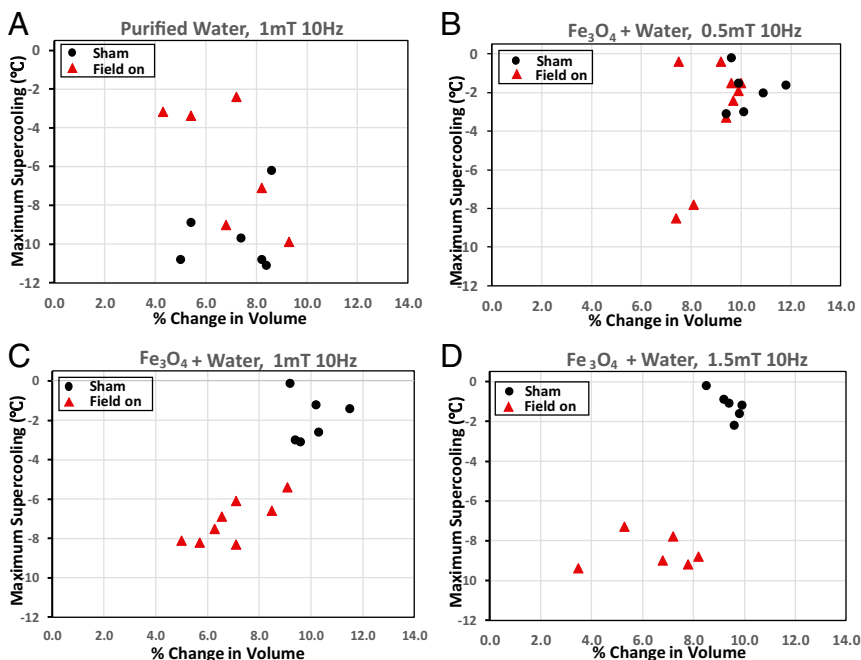 A
Purified Water, 1mT 10Hz
Sham
Field on
Maximum Supercooling (°C)
0
-2
-4
-6
-8
-10
-12
0.0 2.0 4.0 6.0 8.0 10.0 12.0 14.0
% Change in Volume
B
Fe₃O₄ + Water, 0.5mT 10Hz
Sham
Field on
Maximum Supercooling (°C)
0
-2
-4
-6
-8
-10
-12
0.0 2.0 4.0 6.0 8.0 10.0 12.0 14.0
% Change in Volume
C
Fe₃O₄ + Water, 1mT 10Hz
Sham
Field on
Maximum Supercooling (°C)
0
-2
-4
-6
-8
-10
-12
0.0 2.0 4.0 6.0 8.0 10.0 12.0 14.0
% Change in Volume
D
Fe₃O₄ + Water, 1.5mT 10Hz
Sham
Field on
Maximum Supercooling (°C)
0
-2
-4
-6
-8
-10
-12
0.0 2.0 4.0 6.0 8.0 10.0 12.0 14.0
% Change in Volume